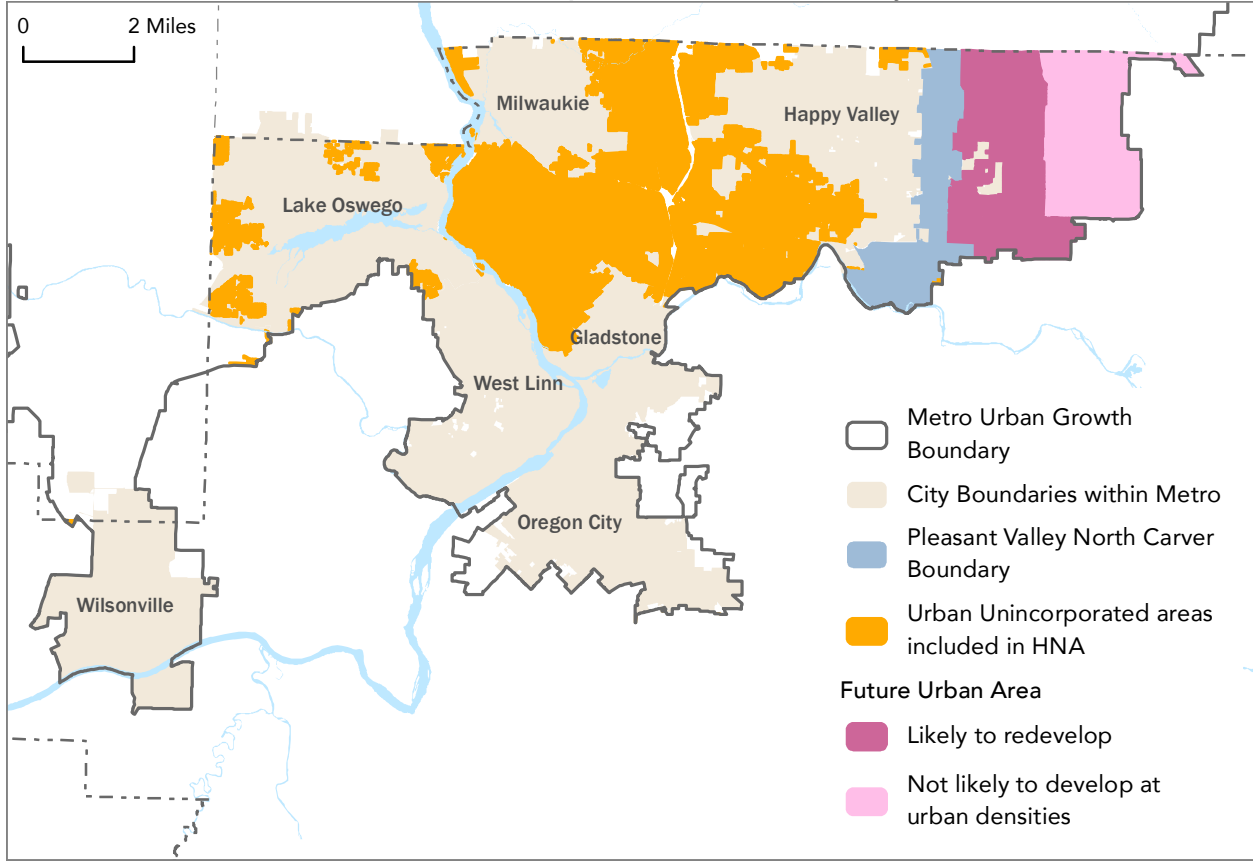 0 2 Miles
Milwaukie
Happy Valley
Lake Oswego
Gladstone
West Linn
Oregon City
Wilsonville
Metro Urban Growth
Boundary
City Boundaries within Metro
Pleasant Valley North Carver
Boundary
Urban Unincorporated areas
included in HNA
Future Urban Area
Likely to redevelop
Not likely to develop at
urban densities